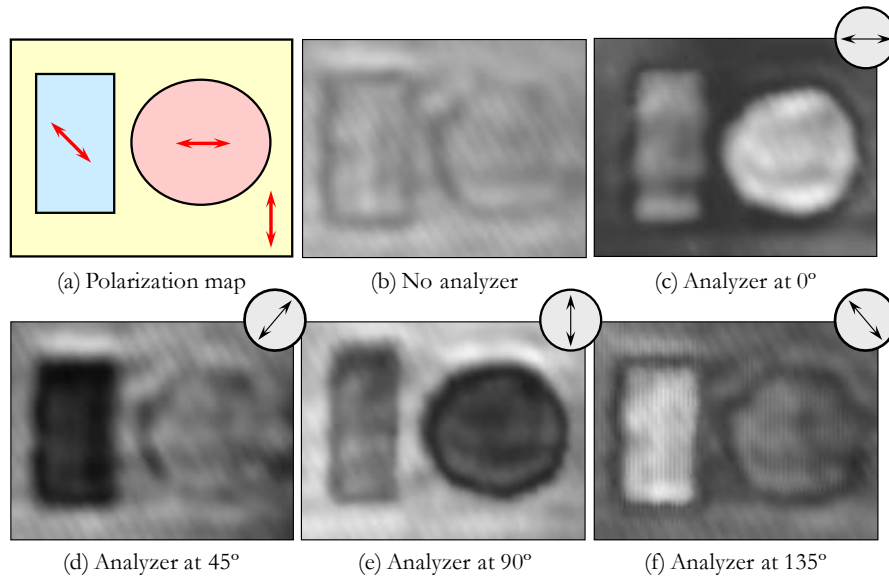 (a) Polarization map
(b) No analyzer
(c) Analyzer at 0º
(d) Analyzer at 45º
(e) Analyzer at 90º
(f) Analyzer at 135º